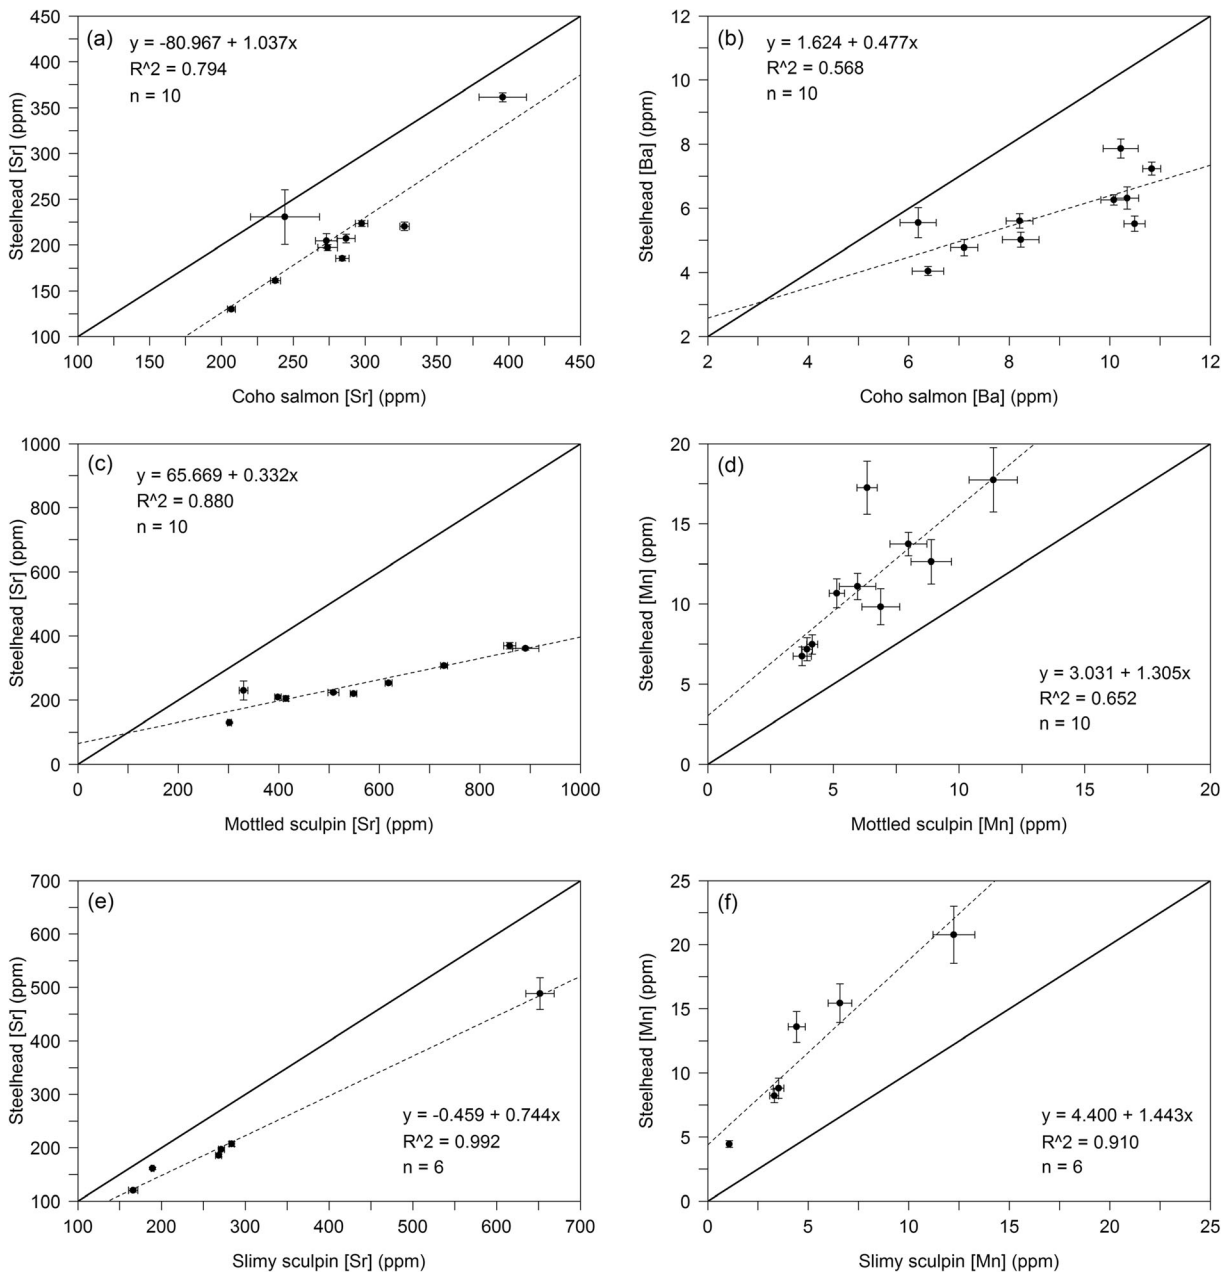 (a)
y = -80.967 + 1.037x
R^2 = 0.794
n = 10
450
400
350
300
250
200
150
100
100 150 200 250 300 350 400 450
Steelhead [Sr] (ppm)
Coho salmon [Sr] (ppm)
(b)
y = 1.624 + 0.477x
R^2 = 0.568
n = 10
12
10
8
6
4
2
2 4 6 8 10 12
Steelhead [Ba] (ppm)
Coho salmon [Ba] (ppm)
(c)
y = 65.669 + 0.332x
R^2 = 0.880
n = 10
1000
800
600
400
200
0
0 200 400 600 800 1000
Steelhead [Sr] (ppm)
Mottled sculpin [Sr] (ppm)
(d)
20
15
10
5
0
y = 3.031 + 1.305x
R^2 = 0.652
n = 10
0 5 10 15 20
Steelhead [Mn] (ppm)
Mottled sculpin [Mn] (ppm)
(e)
700
600
500
400
300
200
100
y = -0.459 + 0.744x
R^2 = 0.992
n = 6
100 200 300 400 500 600 700
Steelhead [Sr] (ppm)
Slimy sculpin [Sr] (ppm)
(f)
25
20
15
10
5
0
y = 4.400 + 1.443x
R^2 = 0.910
n = 6
0 5 10 15 20 25
Steelhead [Mn] (ppm)
Slimy sculpin [Mn] (ppm)